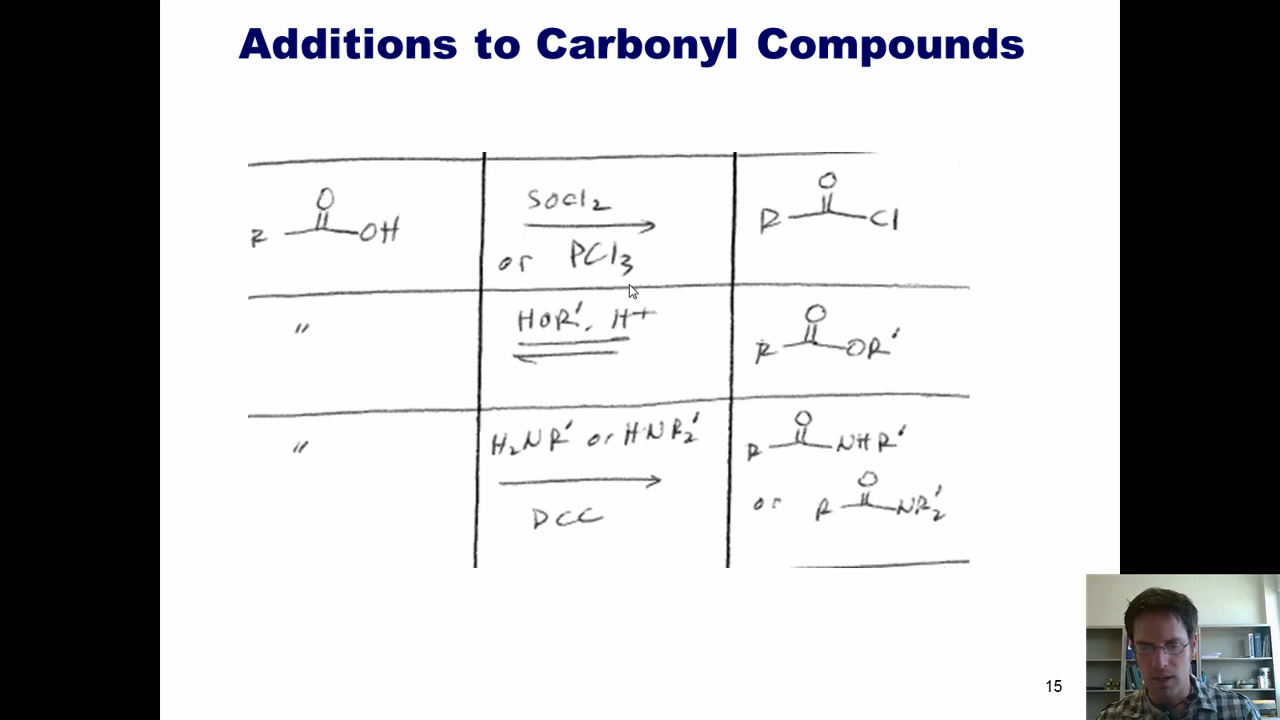 Additions to Carbonyl Compounds
O
R OH
SOCl2
or PCl3
O
R Cl
"
HOR', H+
O
R OR'
"
H2NR' or HNR2'
DCC
O
R NHR'
or
O
R NR2'
15